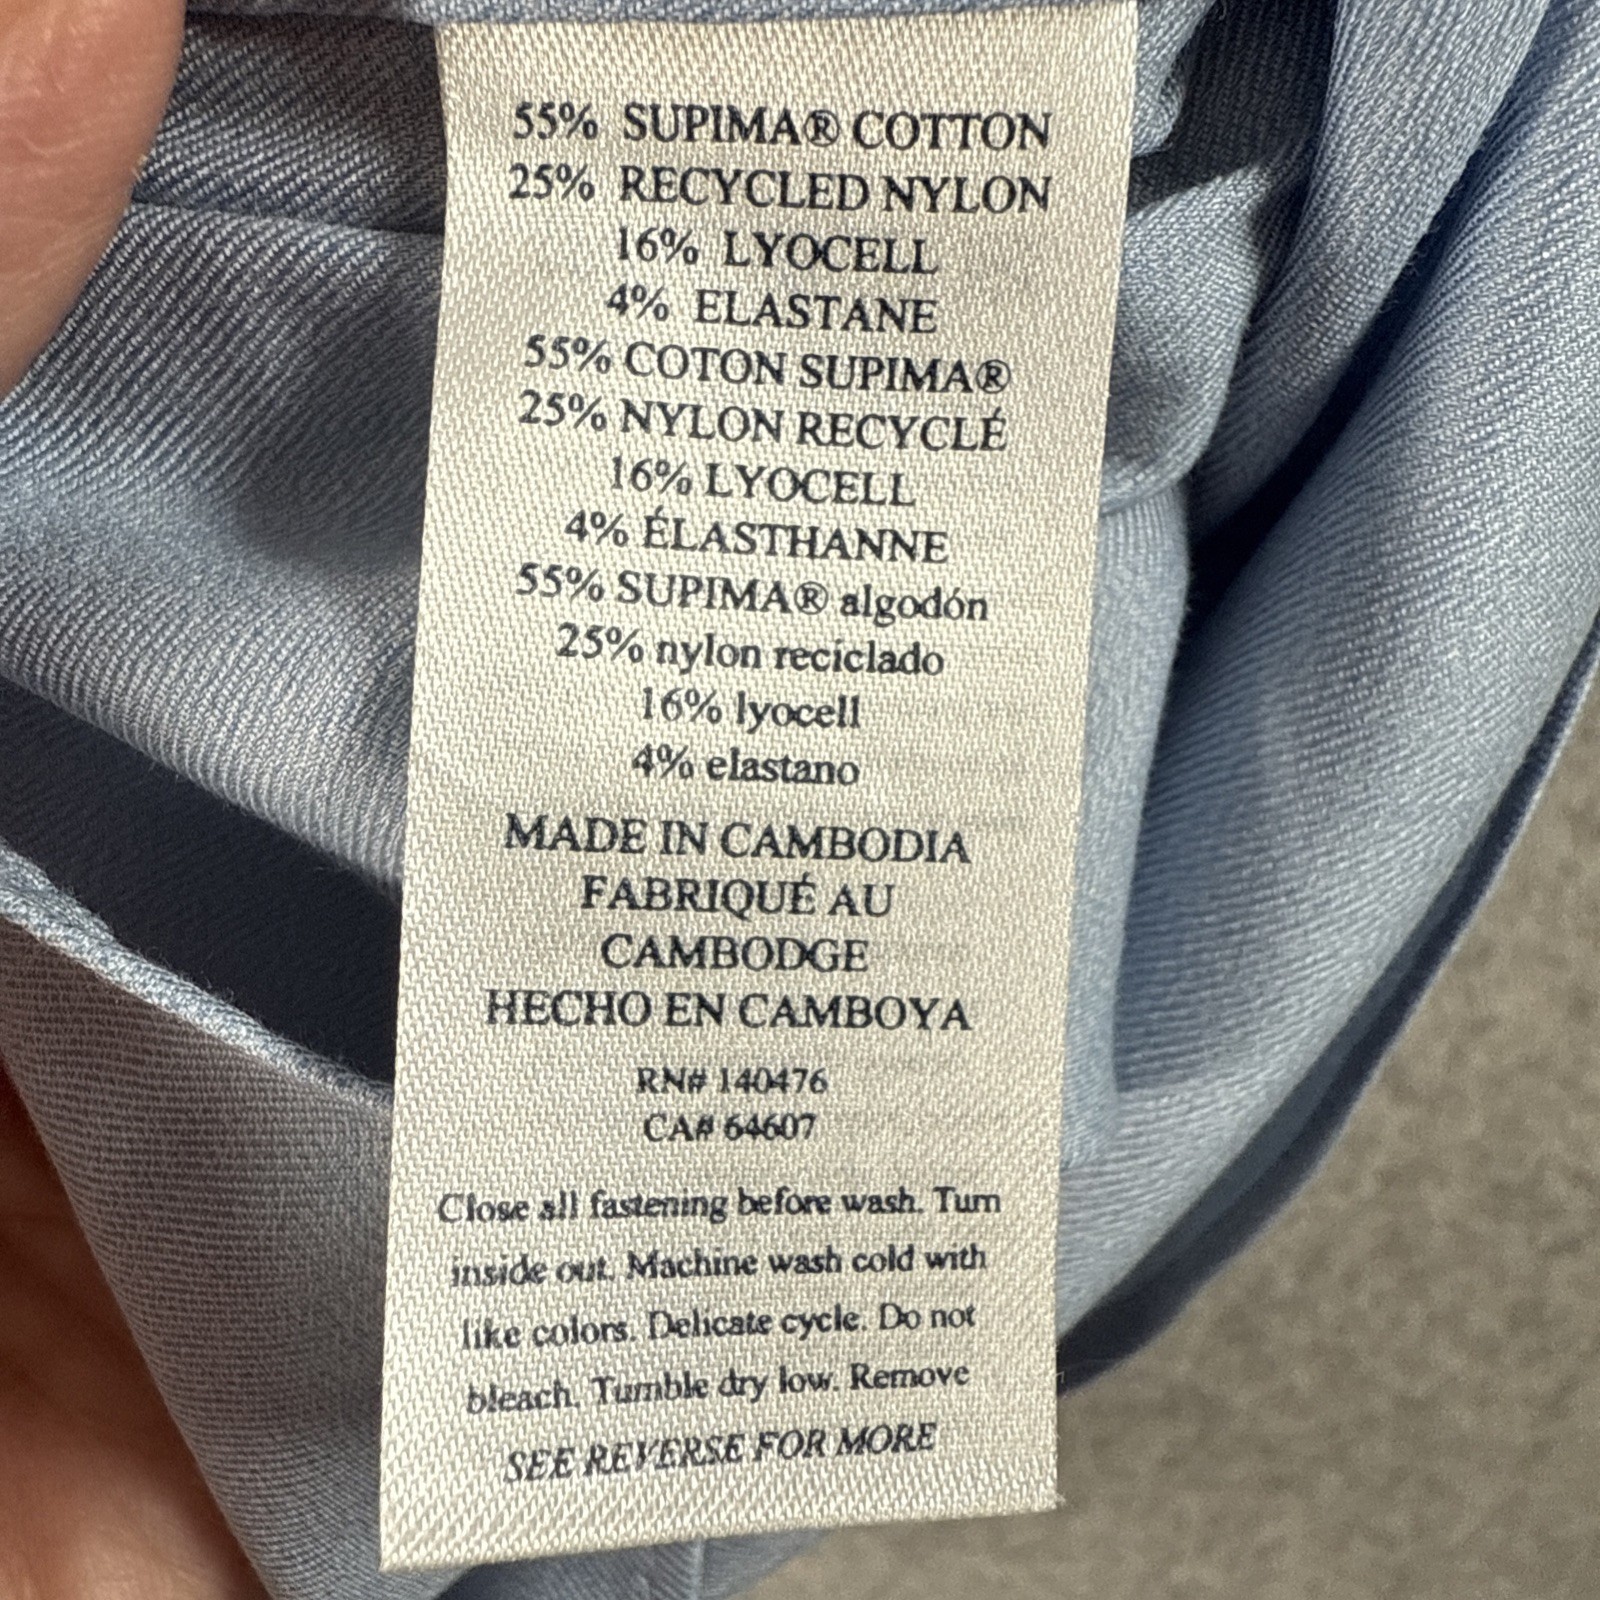 55% SUPIMA® COTTON
25% RECYCLED NYLON
16% LYOCELL
4% ELASTANE
55% COTON SUPIMA®
25% NYLON RECYCLÉ
16% LYOCELL
4% ÉLASTHANNE
55% SUPIMA® algodón
25% nylon reciclado
16% lyocell
4% elastano
MADE IN CAMBODIA
FABRIQUÉ AU
CAMBODGE
HECHO EN CAMBOYA
RN# 140476
CA# 64607
Close all fastening before wash. Turn
inside out. Machine wash cold with
like colors. Delicate cycle. Do not
bleach. Tumble dry low. Remove
SEE REVERSE FOR MORE